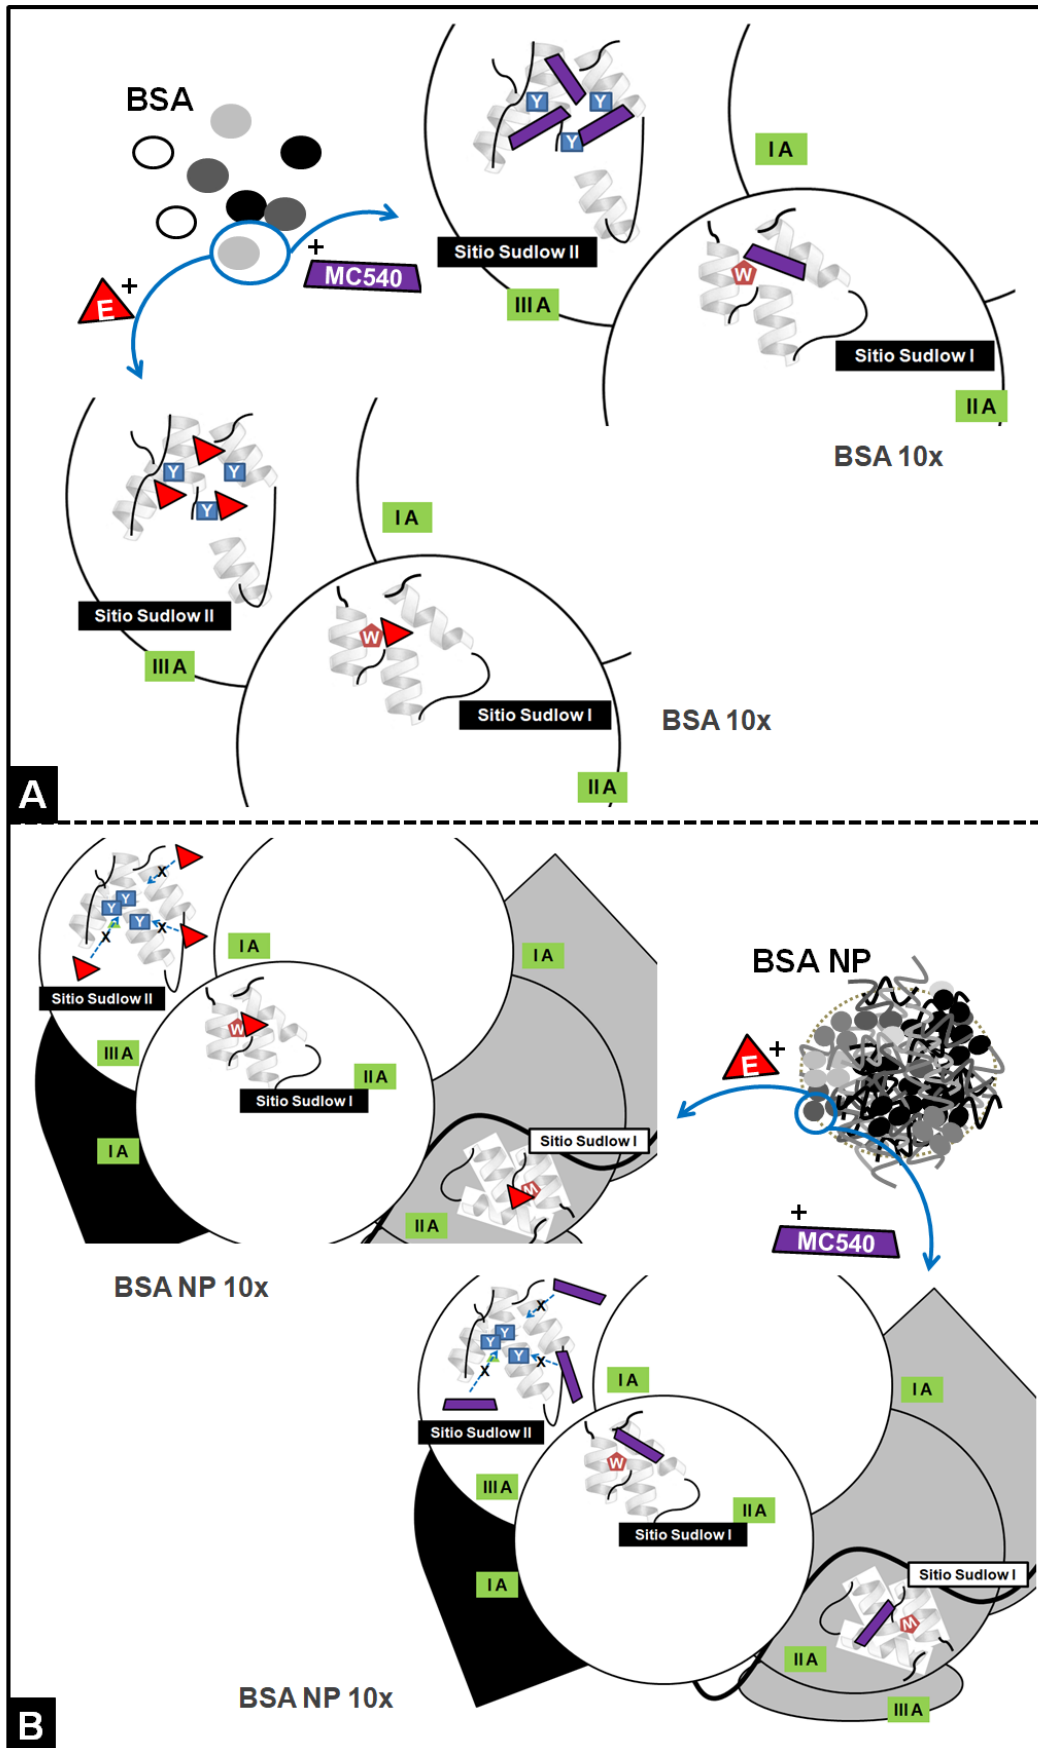 BSA
Y
Y
Y
I A
Sitio Sudlow II
+
MC540
+
E
W
III A
Sitio Sudlow I
II A
BSA 10x
Y
Y
Y
I A
Sitio Sudlow II
W
III A
Sitio Sudlow I
BSA 10x
II A
A
X
Y
Y
Y
X
X
I A
I A
Sitio Sudlow II
BSA NP
W
III A
II A
Sitio Sudlow I
E
+
I A
Sitio Sudlow I
W
II A
+
MC540
BSA NP 10x
X
Y
Y
Y
X
X
I A
I A
Sitio Sudlow II
W
III A
II A
Sitio Sudlow I
I A
Sitio Sudlow I
W
II A
BSA NP 10x
III A
B